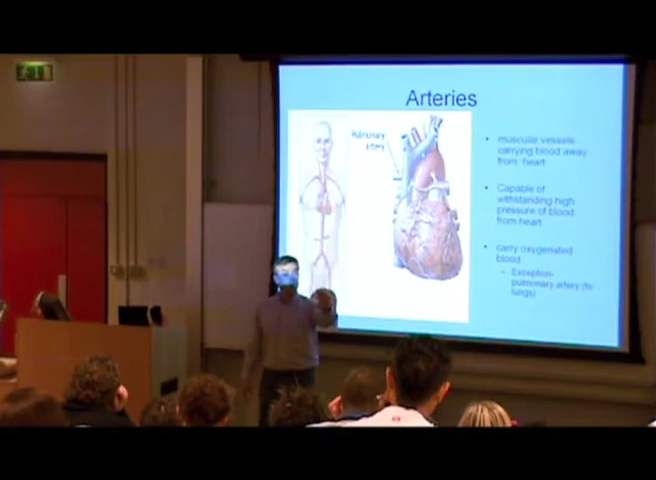 Arteries
Pulmonary
artery
• muscular vessels
carrying blood away
from heart
• Capable of
withstanding high
pressure of blood
from heart
• carry oxygenated
blood
– Exception-
pulmonary artery (to
lungs)